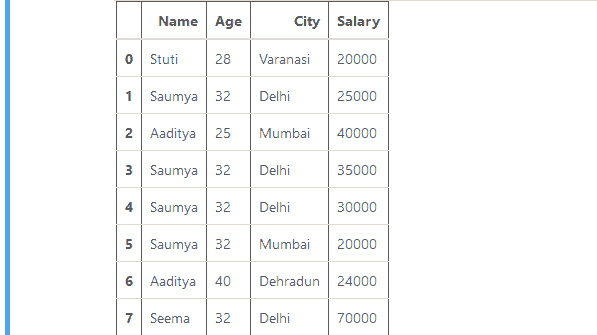 Name Age City Salary
0 Stuti 28 Varanasi 20000
1 Saumya 32 Delhi 25000
2 Aaditya 25 Mumbai 40000
3 Saumya 32 Delhi 35000
4 Saumya 32 Delhi 30000
5 Saumya 32 Mumbai 20000
6 Aaditya 40 Dehradun 24000
7 Seema 32 Delhi 70000